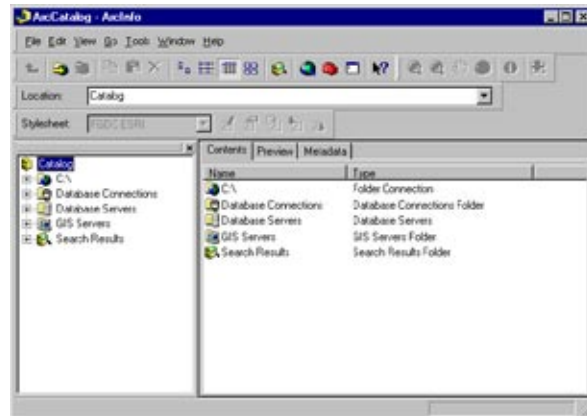 ArcCatalog - ArcInfo
File Edit View Go Tools Window Help
Location: Catalog
Stylesheet: FGDC ESRI
Catalog
C:\
Database Connections
Database Servers
GIS Servers
Search Results
Contents Preview Metadata
Name Type
C:\ Folder Connection
Database Connections Database Connections Folder
Database Servers Database Servers
GIS Servers GIS Servers Folder
Search Results Search Results Folder